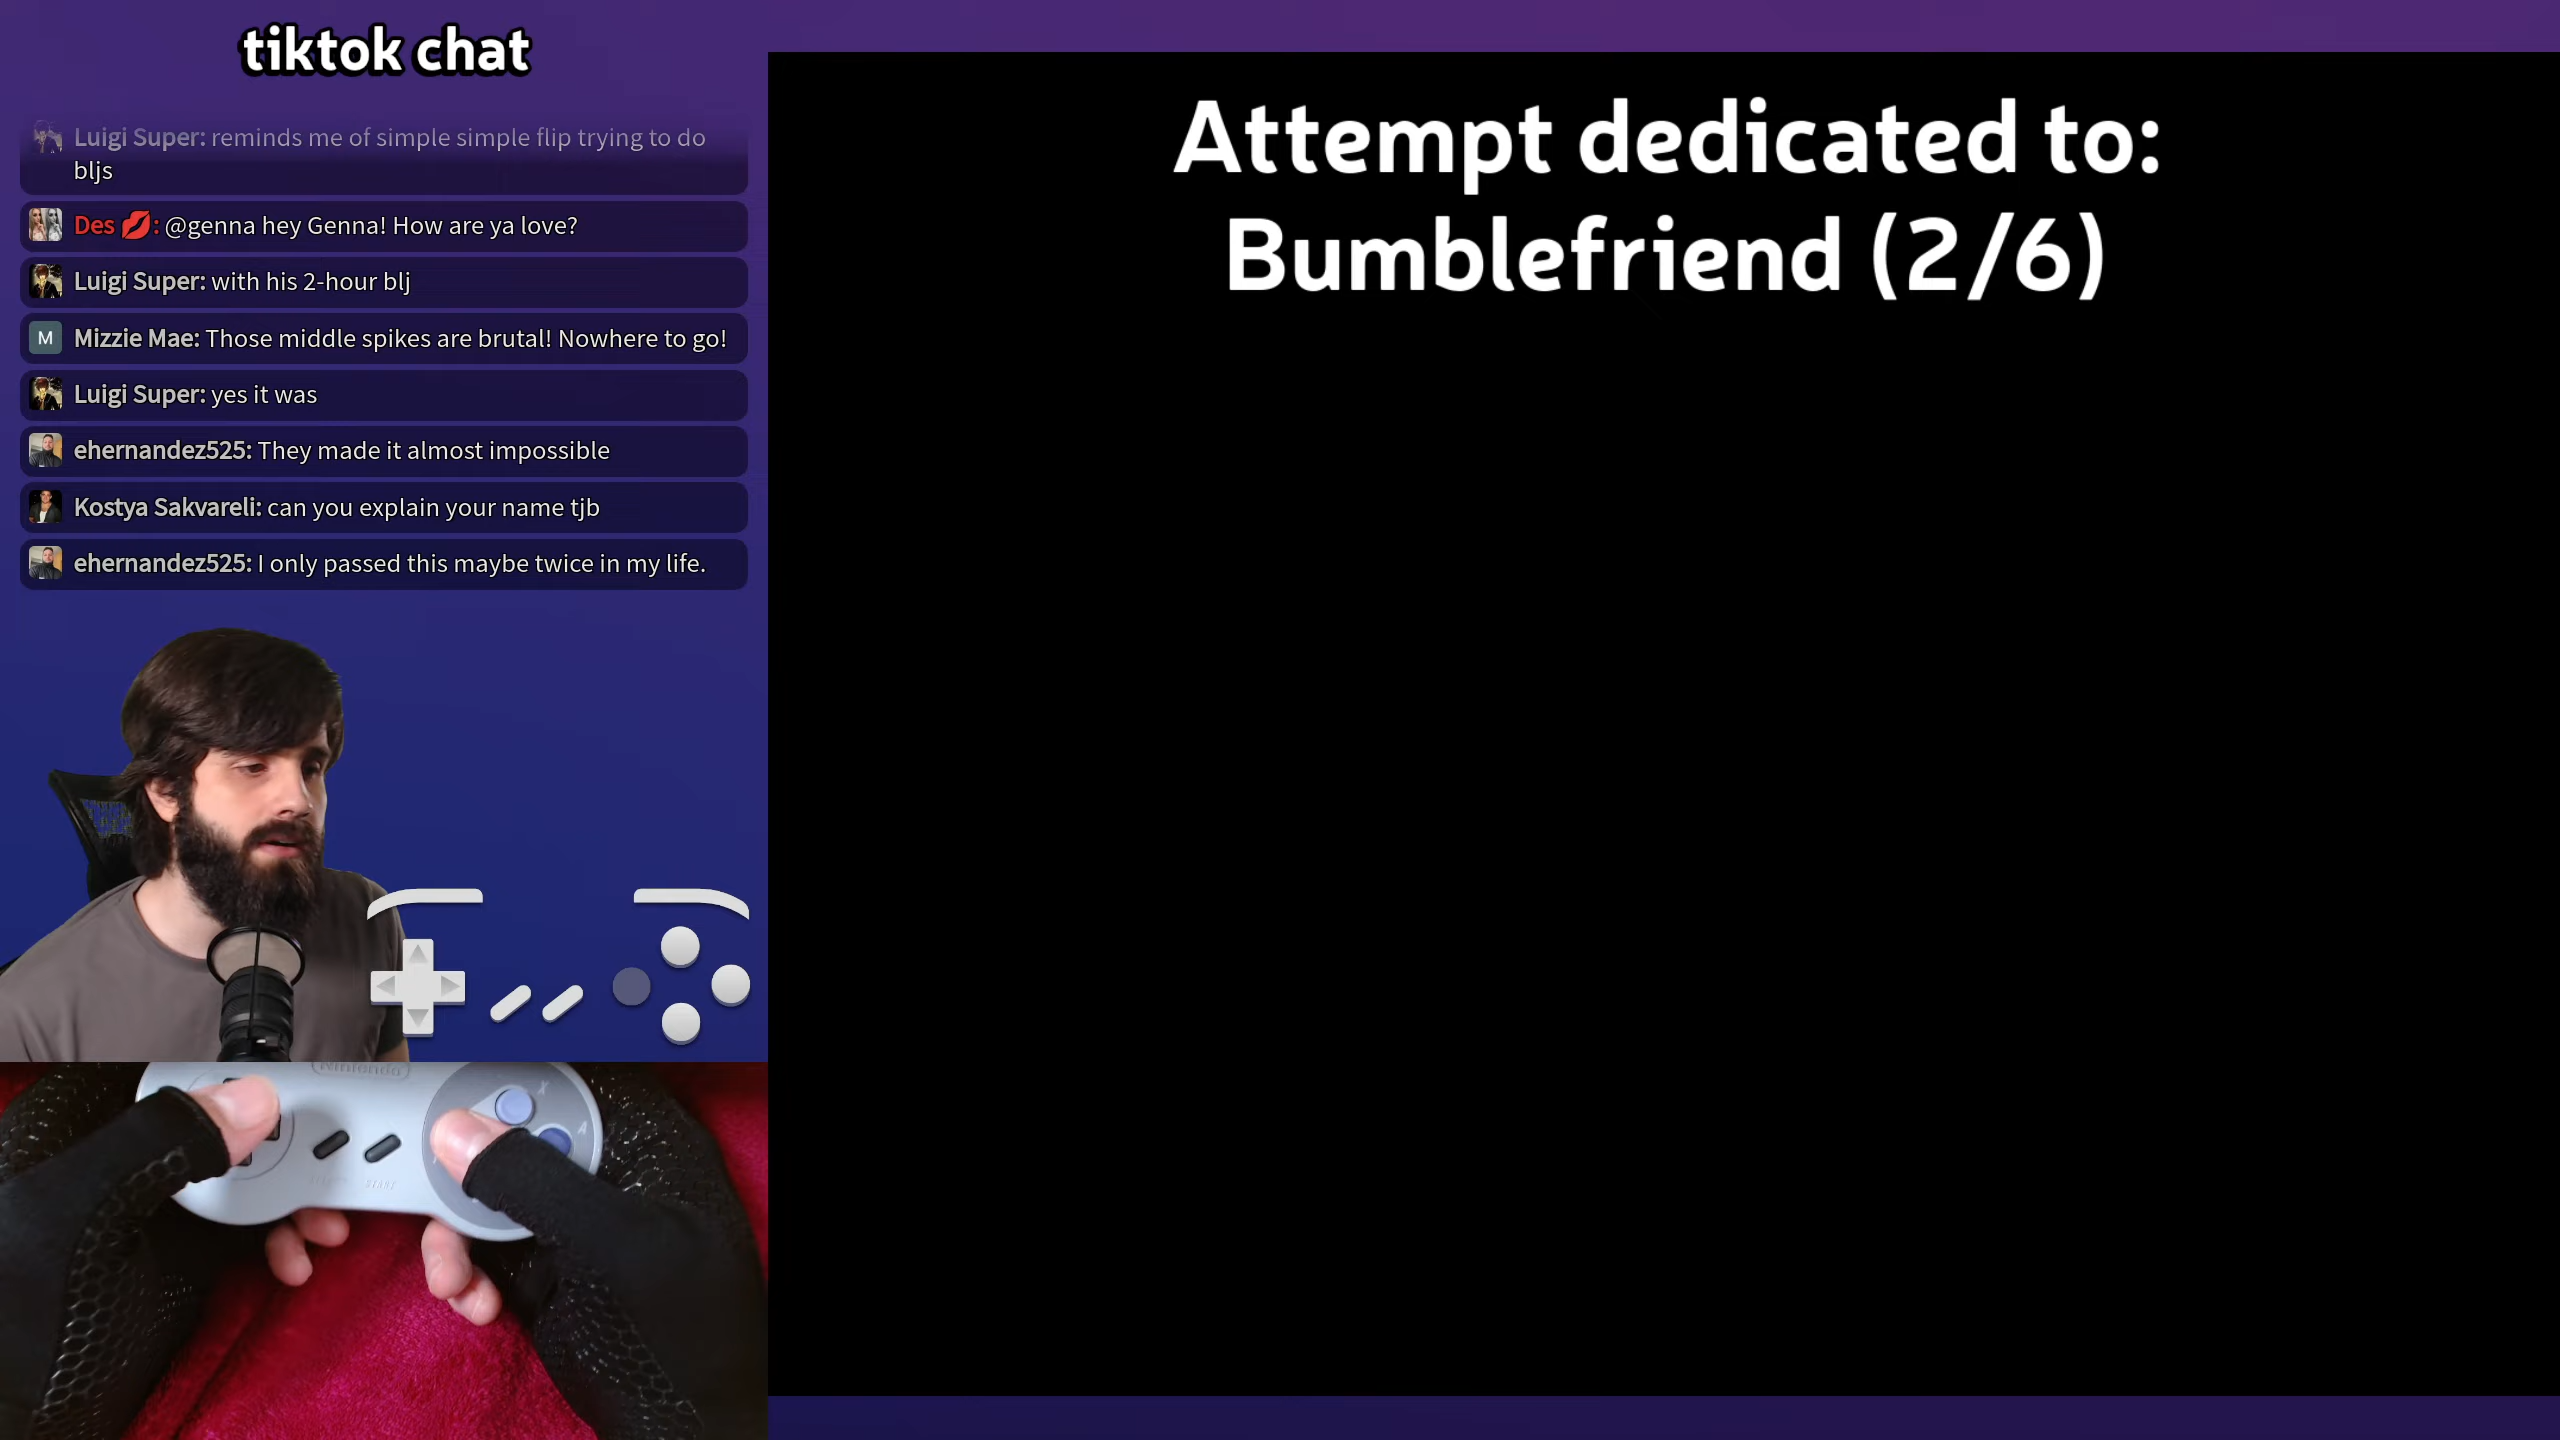 tiktok chat
Luigi Super: reminds me of simple simple flip trying to do
bljs
Des 💋: @genna hey Genna! How are ya love?
Luigi Super: with his 2-hour blj
M
Mizzie Mae: Those middle spikes are brutal! Nowhere to go!
Luigi Super: yes it was
ehernandez525: They made it almost impossible
Kostya Sakvareli: can you explain your name tjb
ehernandez525: I only passed this maybe twice in my life.
Attempt dedicated to:
Bumblefriend (2/6)
Nintendo
X
A
START